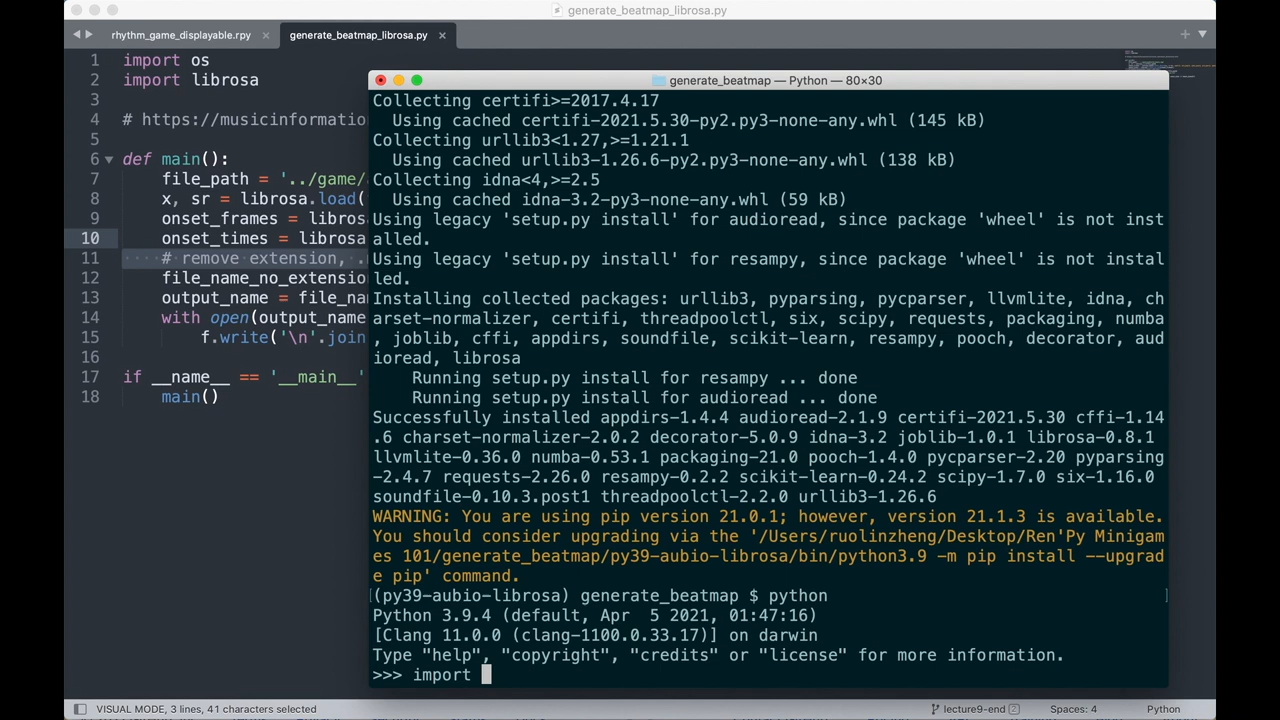 generate_beatmap_librosa.py
rhythm_game_displayable.rpy × generate_beatmap_librosa.py ×
1 import os
2 import librosa
3
4 # https://musicinformatio
5
6 def main():
7 file_path = '../game/
8 x, sr = librosa.load(
9 onset_frames = libros
10 onset_times = librosa
11 # remove extension, .
12 file_name_no_extension
13 output_name = file_na
14 with open(output_name
15 f.write('\n'.join
16
17 if __name__ == '__main__'
18 main()
generate_beatmap — Python — 80×30
Collecting certifi>=2017.4.17
Using cached certifi-2021.5.30-py2.py3-none-any.whl (145 kB)
Collecting urllib3<1.27,>=1.21.1
Using cached urllib3-1.26.6-py2.py3-none-any.whl (138 kB)
Collecting idna<4,>=2.5
Using cached idna-3.2-py3-none-any.whl (59 kB)
Using legacy 'setup.py install' for audioread, since package 'wheel' is not inst
alled.
Using legacy 'setup.py install' for resampy, since package 'wheel' is not instal
led.
Installing collected packages: urllib3, pyparsing, pycparser, llvmlite, idna, ch
arset-normalizer, certifi, threadpoolctl, six, scipy, requests, packaging, numba
, joblib, cffi, appdirs, soundfile, scikit-learn, resampy, pooch, decorator, aud
ioread, librosa
Running setup.py install for resampy ... done
Running setup.py install for audioread ... done
Successfully installed appdirs-1.4.4 audioread-2.1.9 certifi-2021.5.30 cffi-1.14
.6 charset-normalizer-2.0.2 decorator-5.0.9 idna-3.2 joblib-1.0.1 librosa-0.8.1
llvmlite-0.36.0 numba-0.53.1 packaging-21.0 pooch-1.4.0 pycparser-2.20 pyparsing
-2.4.7 requests-2.26.0 resampy-0.2.2 scikit-learn-0.24.2 scipy-1.7.0 six-1.16.0
soundfile-0.10.3.post1 threadpoolctl-2.2.0 urllib3-1.26.6
WARNING: You are using pip version 21.0.1; however, version 21.1.3 is available.
You should consider upgrading via the '/Users/ruolinzheng/Desktop/Ren'Py Minigam
es 101/generate_beatmap/py39-aubio-librosa/bin/python3.9 -m pip install --upgrad
e pip' command.
[(py39-aubio-librosa) generate_beatmap $ python ]
Python 3.9.4 (default, Apr 5 2021, 01:47:16)
[Clang 11.0.0 (clang-1100.0.33.17)] on darwin
Type "help", "copyright", "credits" or "license" for more information.
>>> import
VISUAL MODE, 3 lines, 41 characters selected lecture9-end 2 Spaces: 4 Python